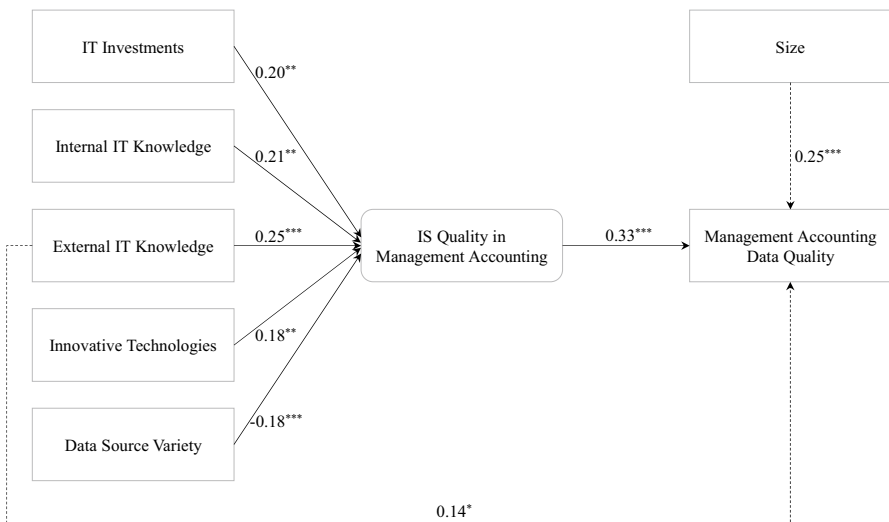 IT Investments
Size
0.20**
Internal IT Knowledge
0.21**
0.25***
External IT Knowledge
0.25***
IS Quality in
Management Accounting
0.33***
Management Accounting
Data Quality
Innovative Technologies
0.18**
Data Source Variety
-0.18***
0.14*